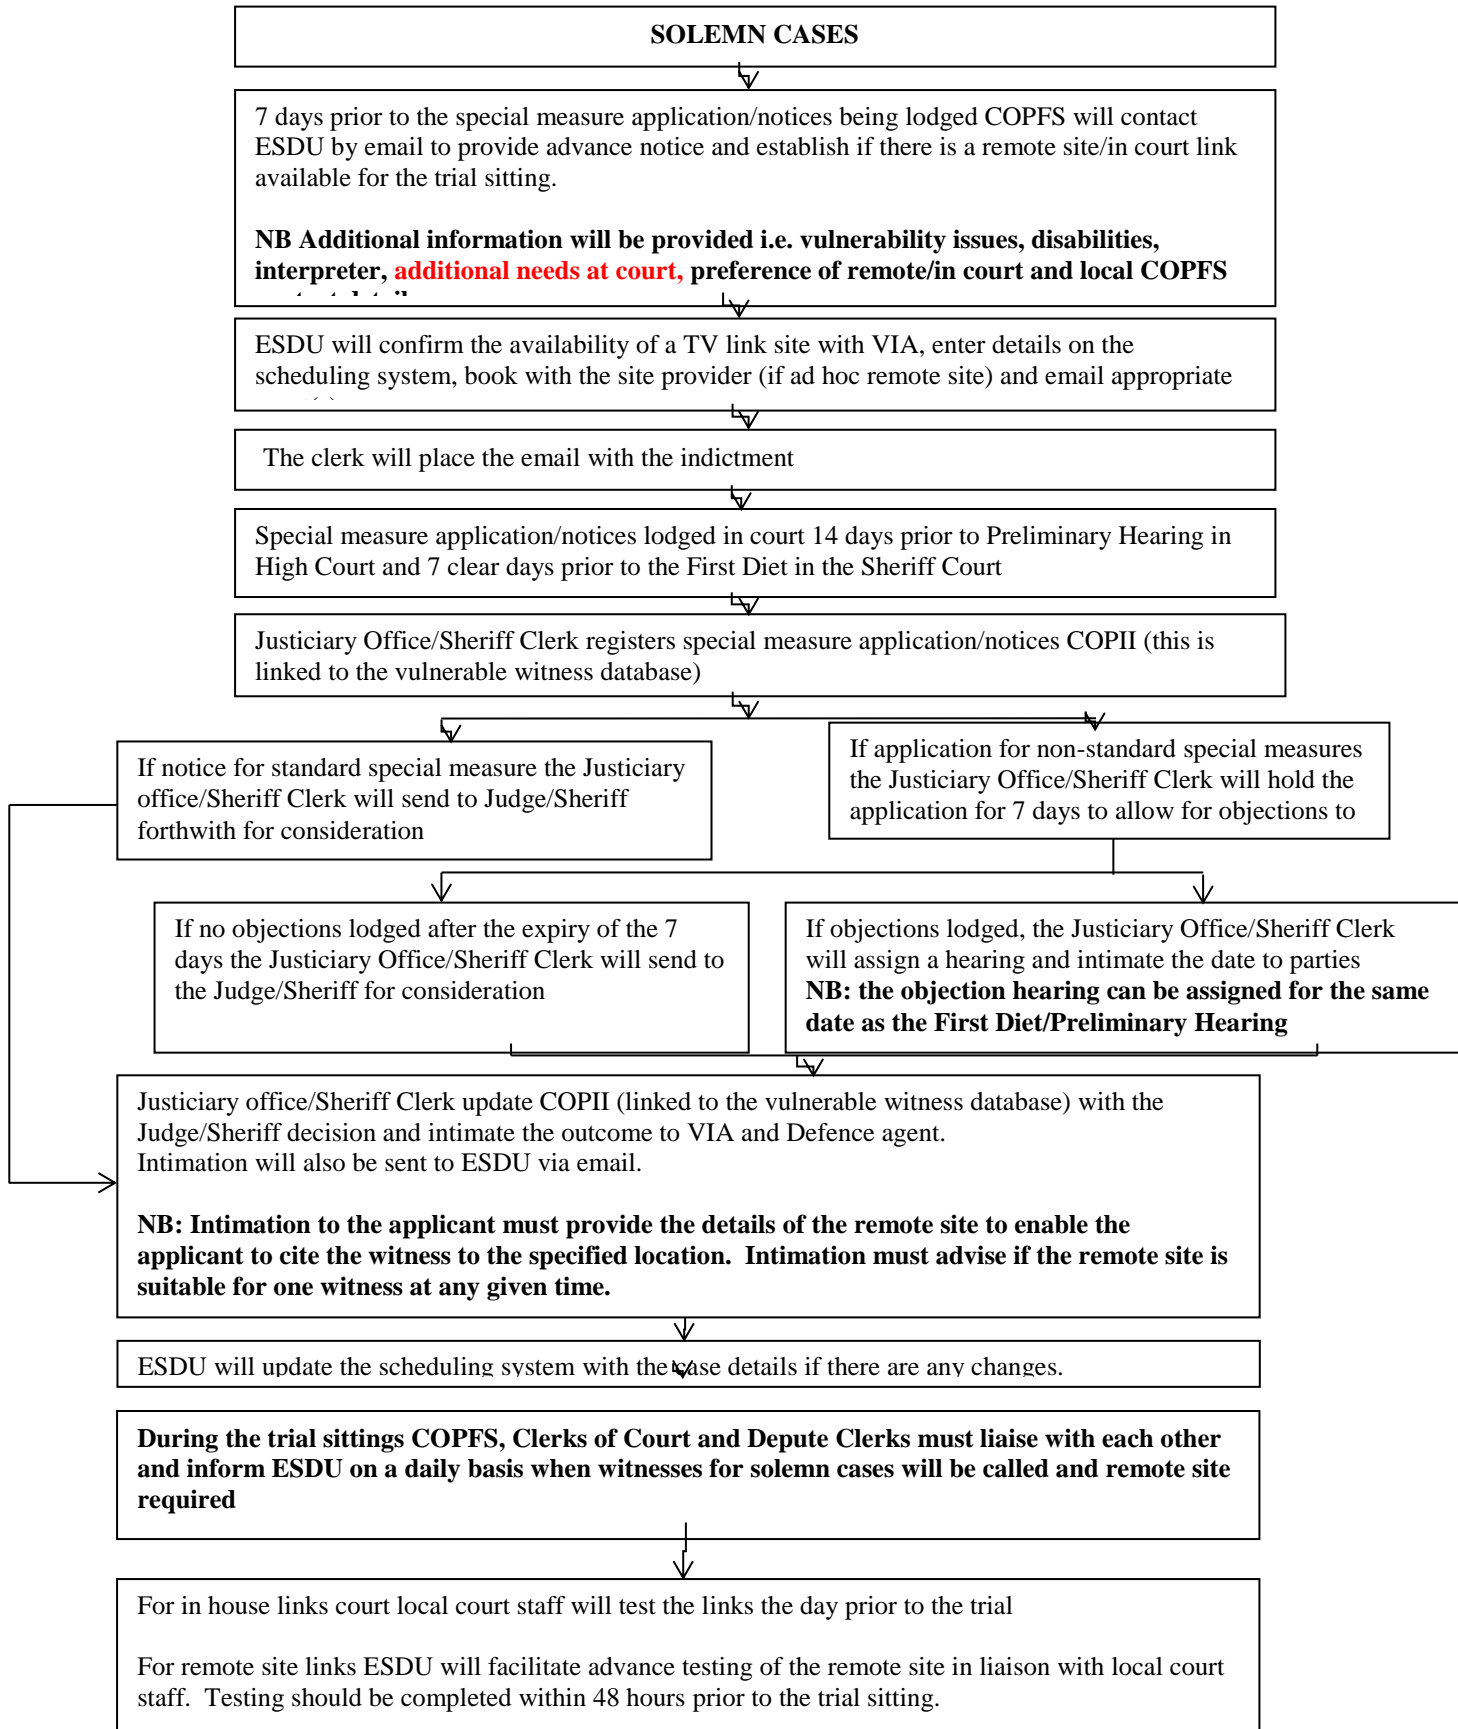 SOLEMN CASES
7 days prior to the special measure application/notices being lodged COPFS will contact
ESDU by email to provide advance notice and establish if there is a remote site/in court link
available for the trial sitting.
NB Additional information will be provided i.e. vulnerability issues, disabilities,
interpreter, additional needs at court, preference of remote/in court and local COPFS
ESDU will confirm the availability of a TV link site with VIA, enter details on the
scheduling system, book with the site provider (if ad hoc remote site) and email appropriate
The clerk will place the email with the indictment
Special measure application/notices lodged in court 14 days prior to Preliminary Hearing in
High Court and 7 clear days prior to the First Diet in the Sheriff Court
Justiciary Office/Sheriff Clerk registers special measure application/notices COPII (this is
linked to the vulnerable witness database)
If notice for standard special measure the Justiciary
office/Sheriff Clerk will send to Judge/Sheriff
forthwith for consideration
If application for non-standard special measures
the Justiciary Office/Sheriff Clerk will hold the
application for 7 days to allow for objections to
If no objections lodged after the expiry of the 7
days the Justiciary Office/Sheriff Clerk will send to
the Judge/Sheriff for consideration
If objections lodged, the Justiciary Office/Sheriff Clerk
will assign a hearing and intimate the date to parties
NB: the objection hearing can be assigned for the same
date as the First Diet/Preliminary Hearing
Justiciary office/Sheriff Clerk update COPII (linked to the vulnerable witness database) with the
Judge/Sheriff decision and intimate the outcome to VIA and Defence agent.
Intimation will also be sent to ESDU via email.
NB: Intimation to the applicant must provide the details of the remote site to enable the
applicant to cite the witness to the specified location.  Intimation must advise if the remote site is
suitable for one witness at any given time.
ESDU will update the scheduling system with the case details if there are any changes.
During the trial sittings COPFS, Clerks of Court and Depute Clerks must liaise with each other
and inform ESDU on a daily basis when witnesses for solemn cases will be called and remote site
required
For in house links court local court staff will test the links the day prior to the trial
For remote site links ESDU will facilitate advance testing of the remote site in liaison with local court
staff.  Testing should be completed within 48 hours prior to the trial sitting.